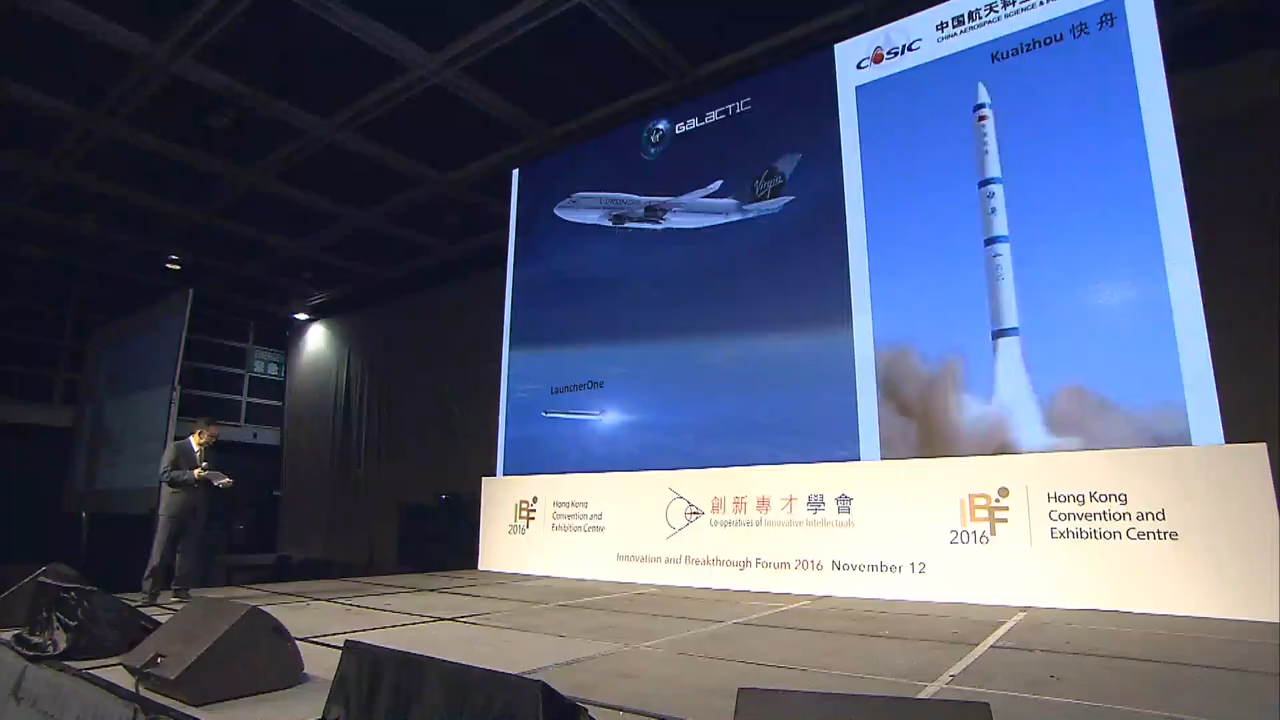 GALACTIC
Virgin
LauncherOne
CASIC
中国航天科工
CHINA AEROSPACE SCIENCE &
Kuaizhou 快舟
IBF
2016
Hong Kong
Convention and
Exhibition Centre
創新專才學會
Co-operatives of Innovative Intellectuals
IBF
2016
Hong Kong
Convention and
Exhibition Centre
Innovation and Breakthrough Forum 2016 November 12